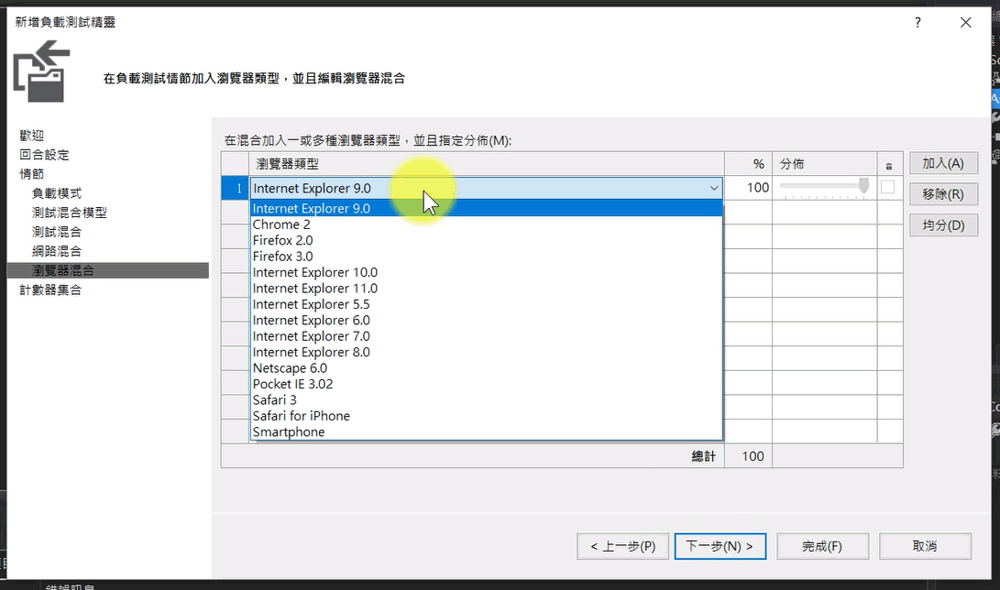 新增負載測試精靈
?
在負載測試情節加入瀏覽器類型，並且編輯瀏覽器混合
歡迎
回合設定
情節
負載模式
測試混合模型
測試混合
網路混合
瀏覽器混合
計數器集合
在混合加入一或多種瀏覽器類型，並且指定分佈(M):
瀏覽器類型 % 分佈
1 Internet Explorer 9.0 100
Internet Explorer 9.0
Chrome 2
Firefox 2.0
Firefox 3.0
Internet Explorer 10.0
Internet Explorer 11.0
Internet Explorer 5.5
Internet Explorer 6.0
Internet Explorer 7.0
Internet Explorer 8.0
Netscape 6.0
Pocket IE 3.02
Safari 3
Safari for iPhone
Smartphone
總計 100
加入(A)
移除(R)
均分(D)
< 上一步(P)
下一步(N) >
完成(F)
取消